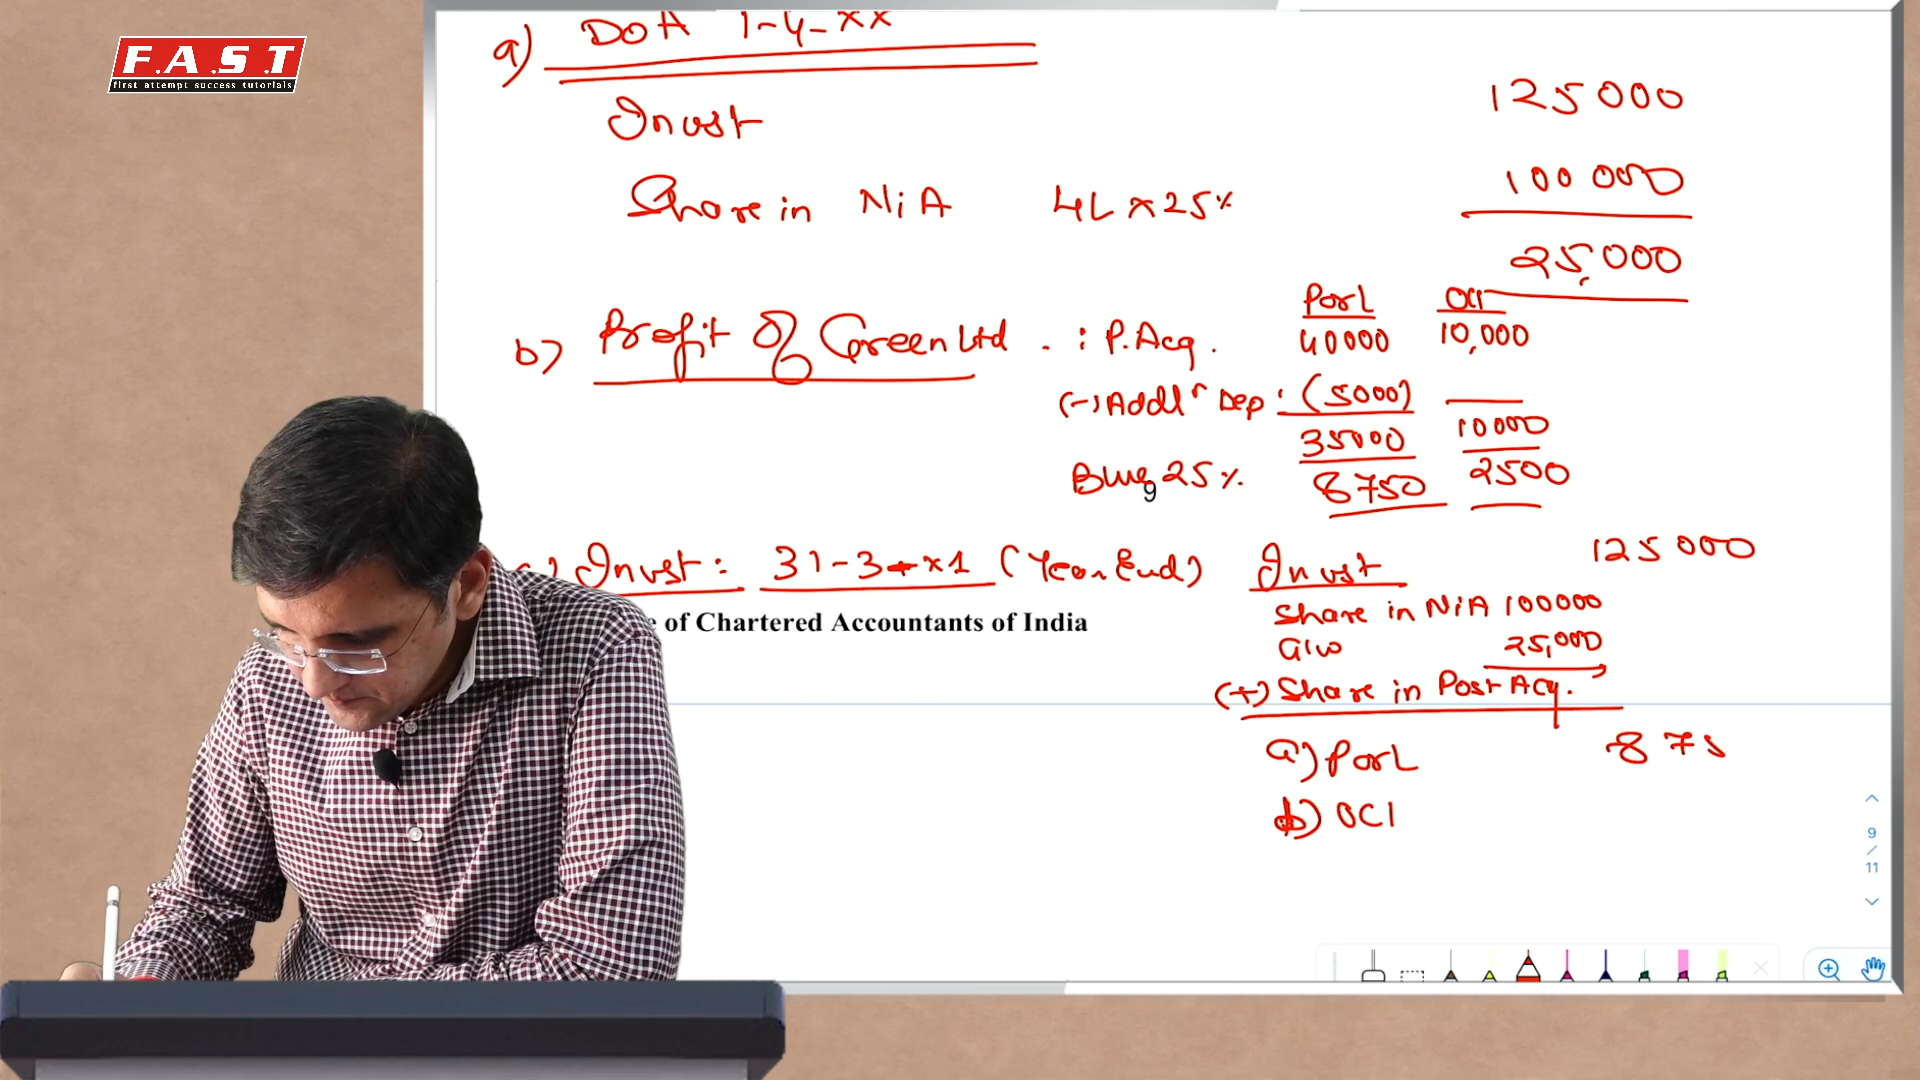 F.A.S.T
first attempt success tutorials
a) DOA 1-4-xx
Invst 125000
Share in NiA 4L x 25% 100000
25,000
PorL OCI
b) Profit Of Green Ltd. : P.Acq. 40000 10,000
(-) Addl Dep: (5000) —
35000 10000
Blue 25% 8750 2500
9
c) Invst: 31-3-x1 (Year End) Invst 125000
Share in NiA 100000
of Chartered Accountants of India
G/w 25,000
(+) Share in Post Acq.
a) PorL 875
b) OCI
9
/
11